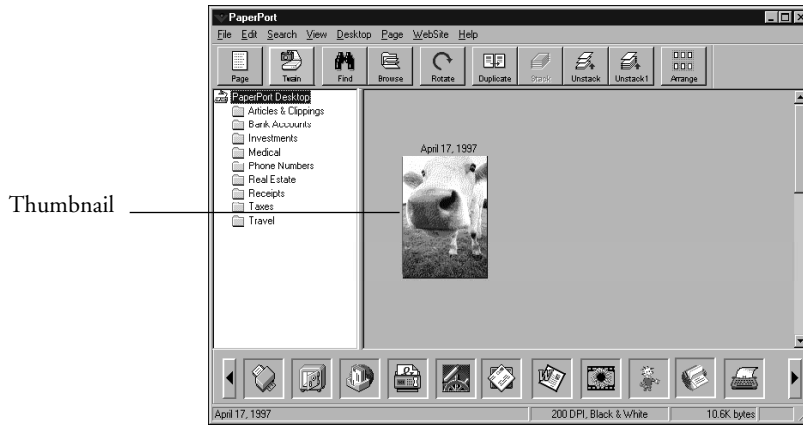 PaperPort
File Edit Search View Desktop Page WebSite Help
Page Twain Find Browse Rotate Duplicate Stack Unstack Unstack1 Arrange
PaperPort Desktop
Articles & Clippings
Bank Accounts
Investments
Medical
Phone Numbers
Real Estate
Receipts
Taxes
Travel
April 17, 1997
Thumbnail
April 17, 1997 200 DPI, Black & White 10.6K bytes